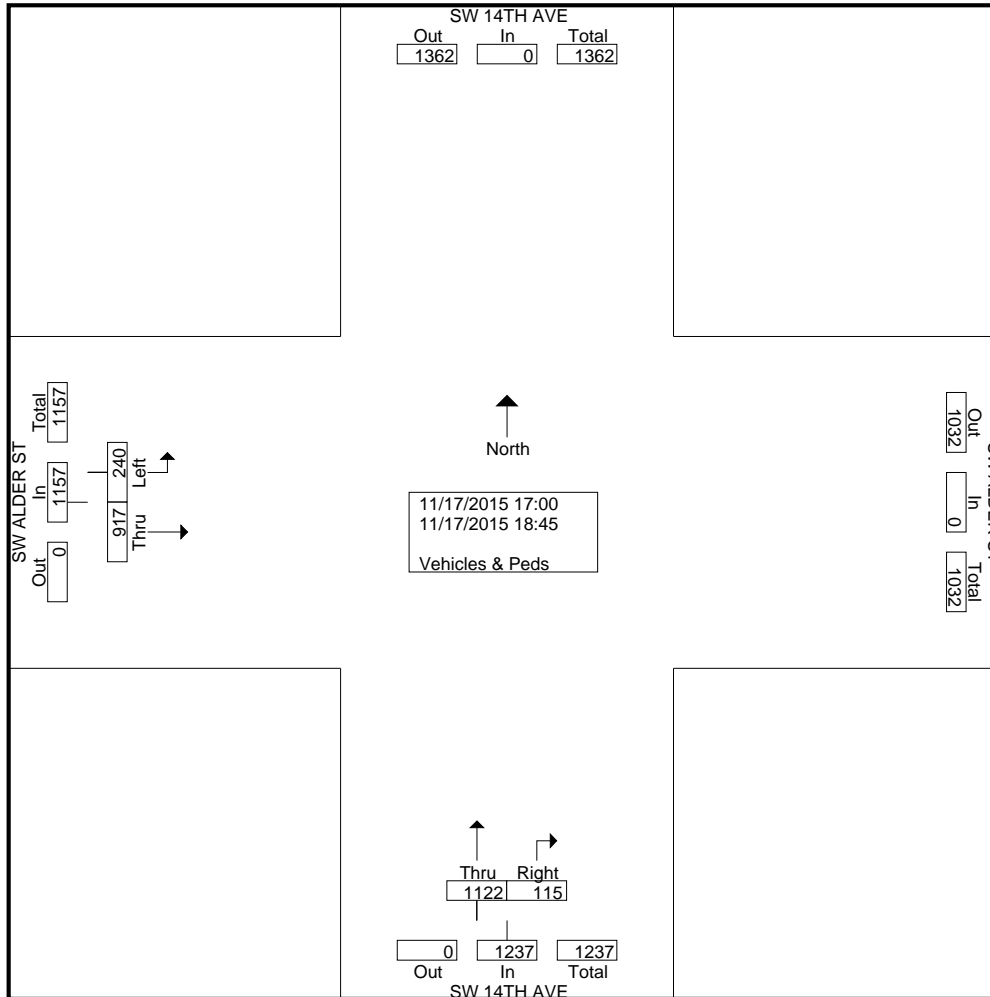 SW 14TH AVE
Out In Total
1362 0 1362
SW ALDER ST
Total In Out
1157 1157 0
240 917
Left Thru
North
11/17/2015 17:00
11/17/2015 18:45
Vehicles & Peds
Out In Total
1032 0 1032
Thru Right
1122 115
0 1237 1237
Out In Total
SW 14TH AVE